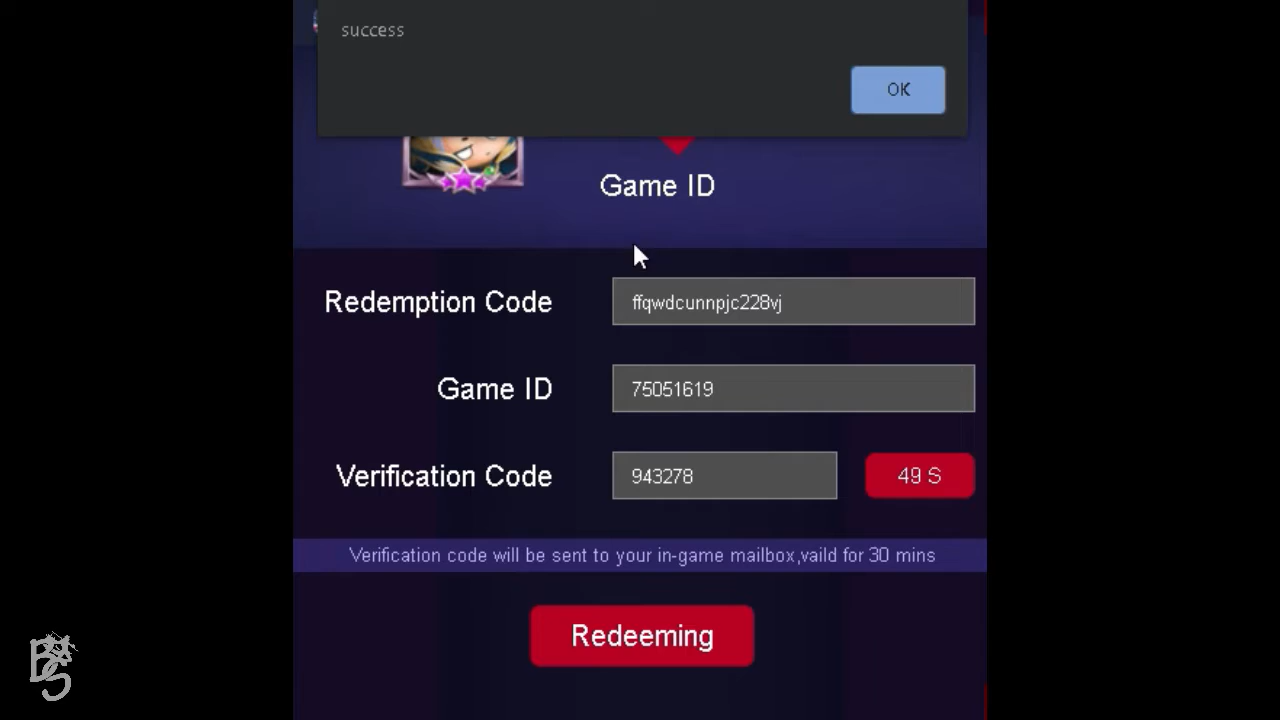 success
OK
Game ID
Redemption Code ffqwdcunnpjc228vj
Game ID 75051619
Verification Code 943278 49 S
Verification code will be sent to your in-game mailbox,vaild for 30 mins
Redeeming